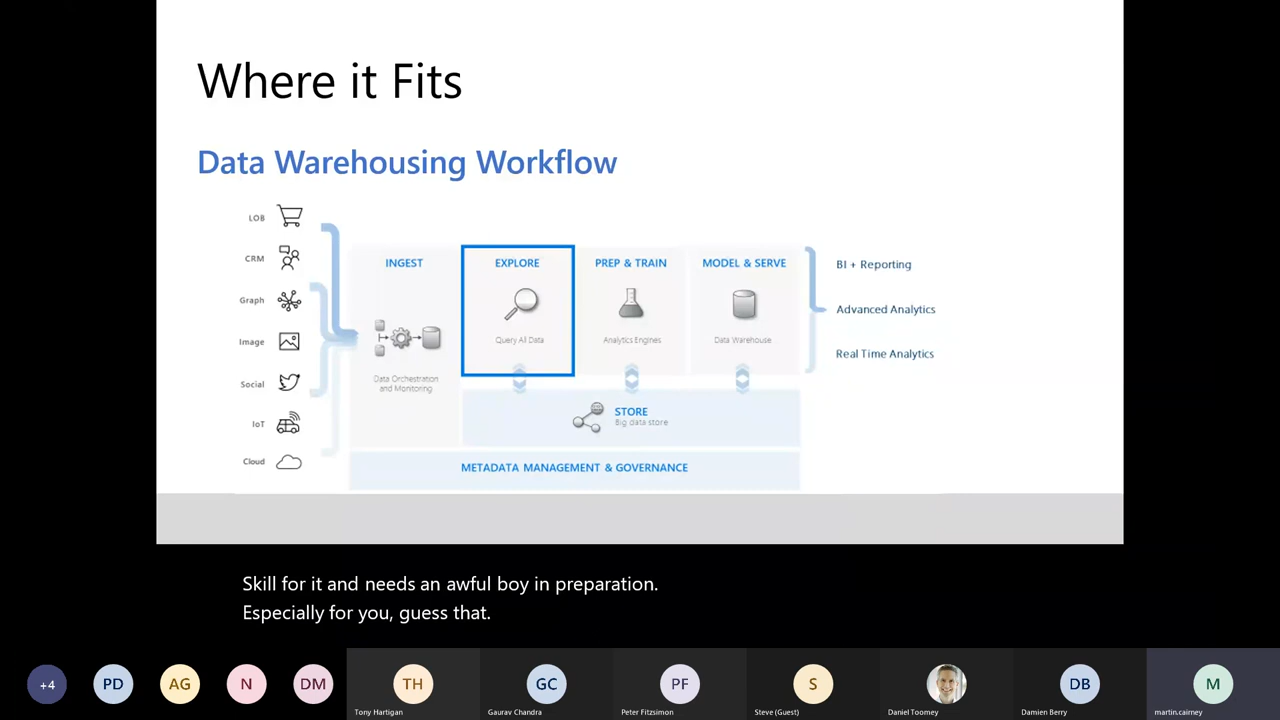 Where it Fits
Data Warehousing Workflow
LOB
CRM
Graph
Image
Social
IoT
Cloud
INGEST
Data Orchestration
and Monitoring
EXPLORE
Query All Data
PREP & TRAIN
Analytics Engines
MODEL & SERVE
Data Warehouse
STORE
Big data store
METADATA MANAGEMENT & GOVERNANCE
BI + Reporting
Advanced Analytics
Real Time Analytics
Skill for it and needs an awful boy in preparation.
Especially for you, guess that.
+4
PD
AG
N
DM
TH
Tony Hartigan
GC
Gaurav Chandra
PF
Peter Fitzsimon
S
Steve (Guest)
Daniel Toomey
DB
Damien Berry
M
martin.cairney